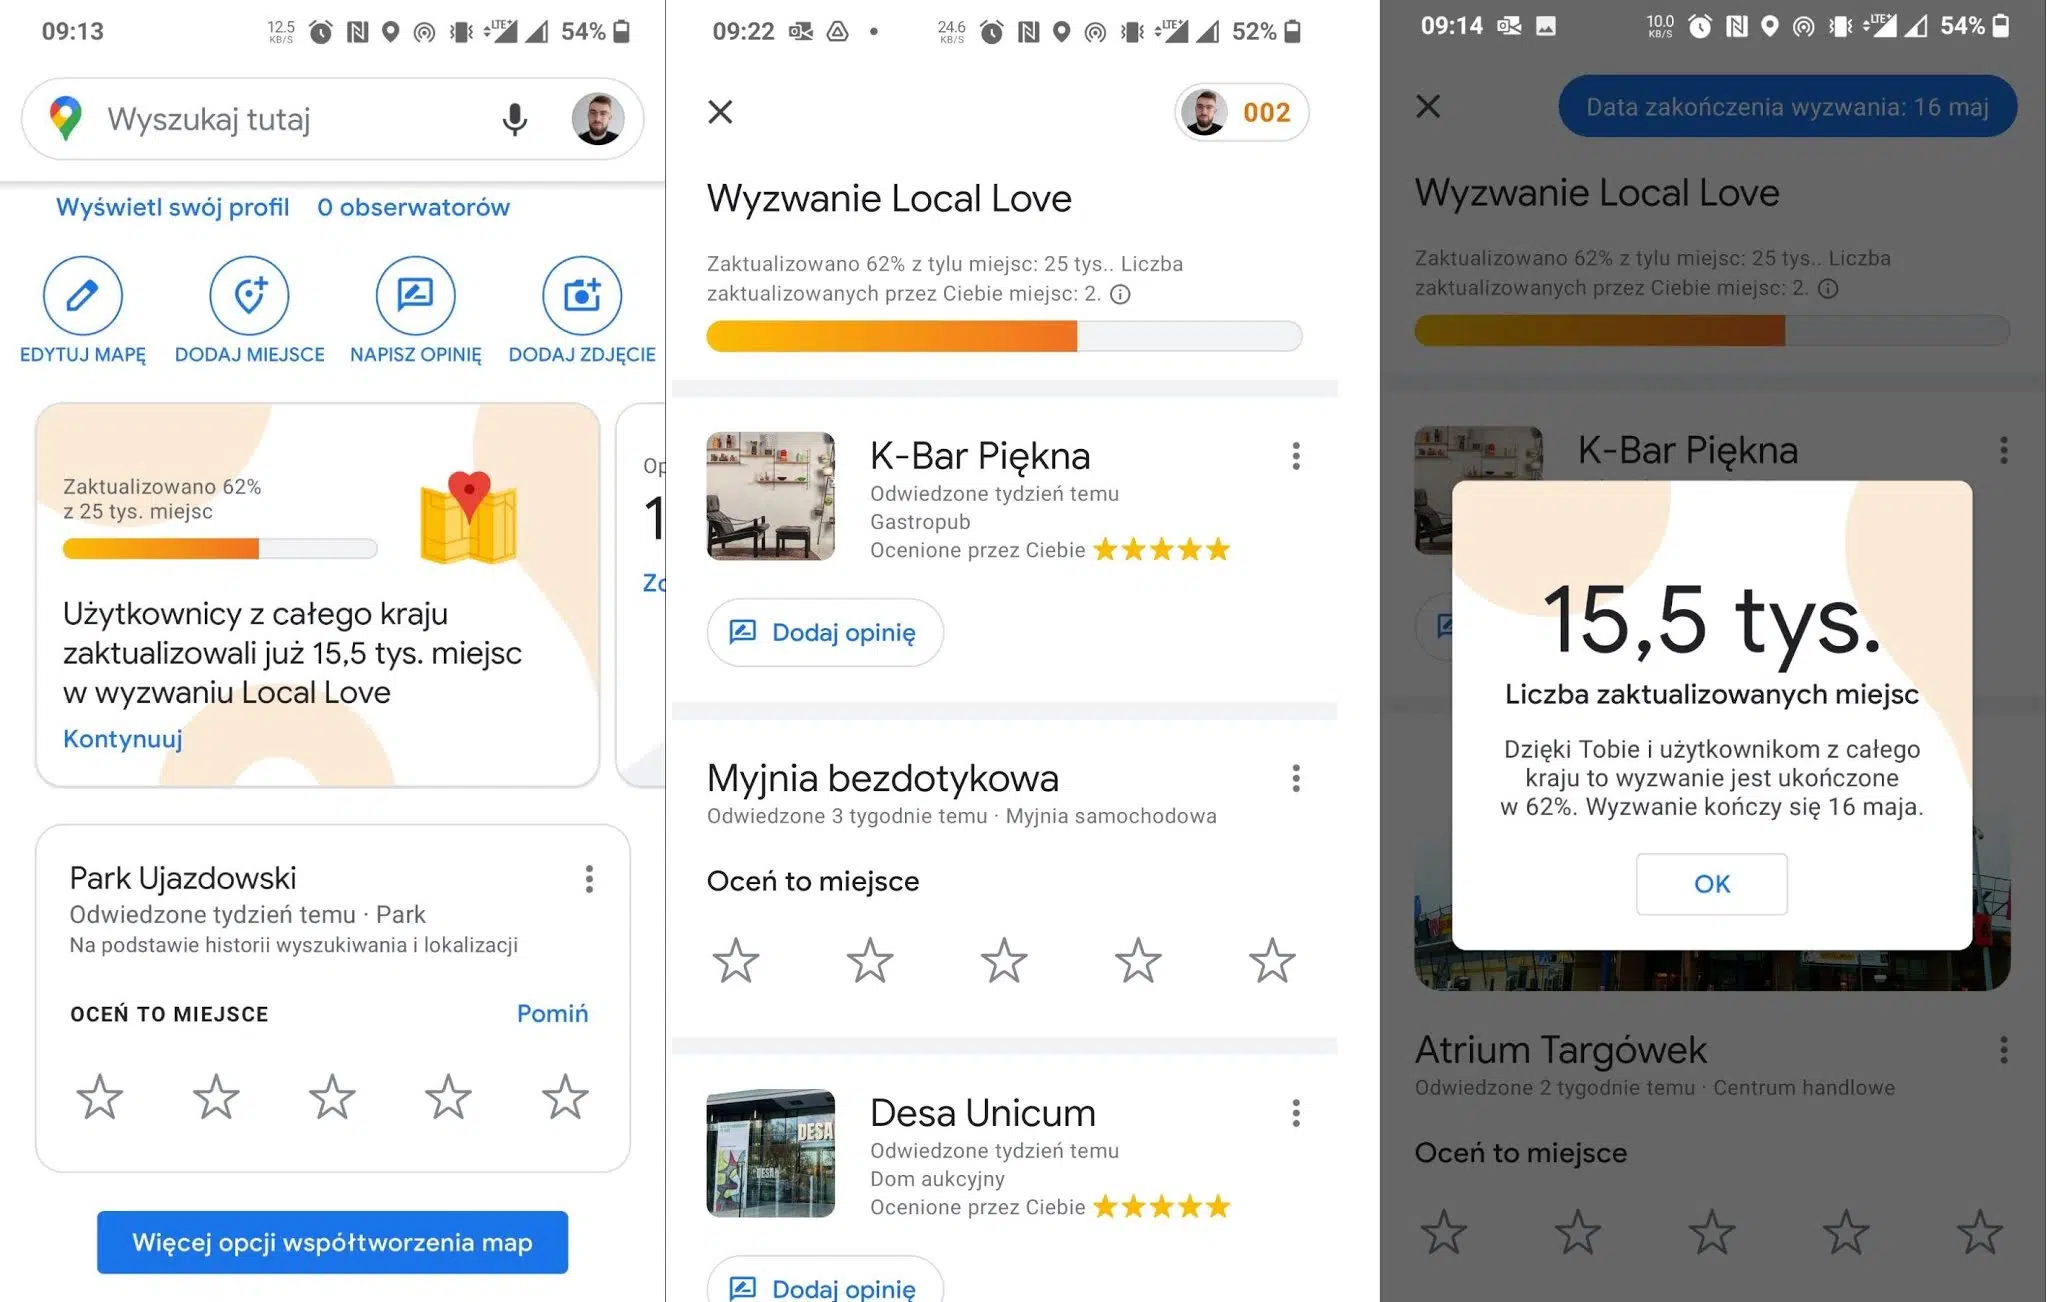 09:13
12.5
KB/S
LTE+
54%
Wyszukaj tutaj
Wyświetl swój profil
0 obserwatorów
EDYTUJ MAPĘ
DODAJ MIEJSCE
NAPISZ OPINIĘ
DODAJ ZDJĘCIE
Zaktualizowano 62%
z 25 tys. miejsc
Użytkownicy z całego kraju
zaktualizowali już 15,5 tys. miejsc
w wyzwaniu Local Love
Kontynuuj
Op
1
Zo
Park Ujazdowski
Odwiedzone tydzień temu · Park
Na podstawie historii wyszukiwania i lokalizacji
OCEŃ TO MIEJSCE
Pomiń
Więcej opcji współtworzenia map
09:22
24.6
KB/S
LTE+
52%
002
Wyzwanie Local Love
Zaktualizowano 62% z tylu miejsc: 25 tys.. Liczba
zaktualizowanych przez Ciebie miejsc: 2.
K-Bar Piękna
Odwiedzone tydzień temu
Gastropub
Ocenione przez Ciebie
Dodaj opinię
Myjnia bezdotykowa
Odwiedzone 3 tygodnie temu · Myjnia samochodowa
Oceń to miejsce
DESA
DESA
Desa Unicum
Odwiedzone tydzień temu
Dom aukcyjny
Ocenione przez Ciebie
Dodaj opinię
09:14
10.0
KB/S
LTE+
54%
Data zakończenia wyzwania: 16 maj
Wyzwanie Local Love
Zaktualizowano 62% z tylu miejsc: 25 tys.. Liczba
zaktualizowanych przez Ciebie miejsc: 2.
K-Bar Piękna
15,5 tys.
Liczba zaktualizowanych miejsc
Dzięki Tobie i użytkownikom z całego
kraju to wyzwanie jest ukończone
w 62%. Wyzwanie kończy się 16 maja.
OK
Atrium Targówek
Odwiedzone 2 tygodnie temu · Centrum handlowe
Oceń to miejsce